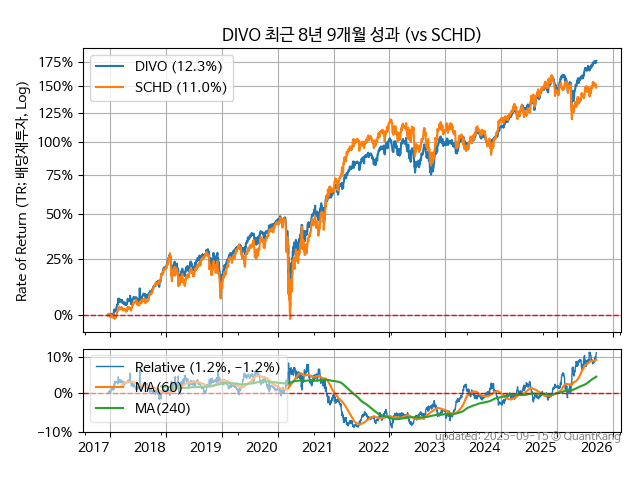 DIVO 최근 8년 9개월 성과 (vs SCHD)
Rate of Return (TR; 배당재투자, Log)
175%
150%
125%
100%
75%
50%
25%
0%
DIVO (12.3%)
SCHD (11.0%)
10%
0%
−10%
Relative (1.2%, −1.2%)
MA(60)
MA(240)
updated: 2025-09-15 © QuantKang
2017 2018 2019 2020 2021 2022 2023 2024 2025 2026